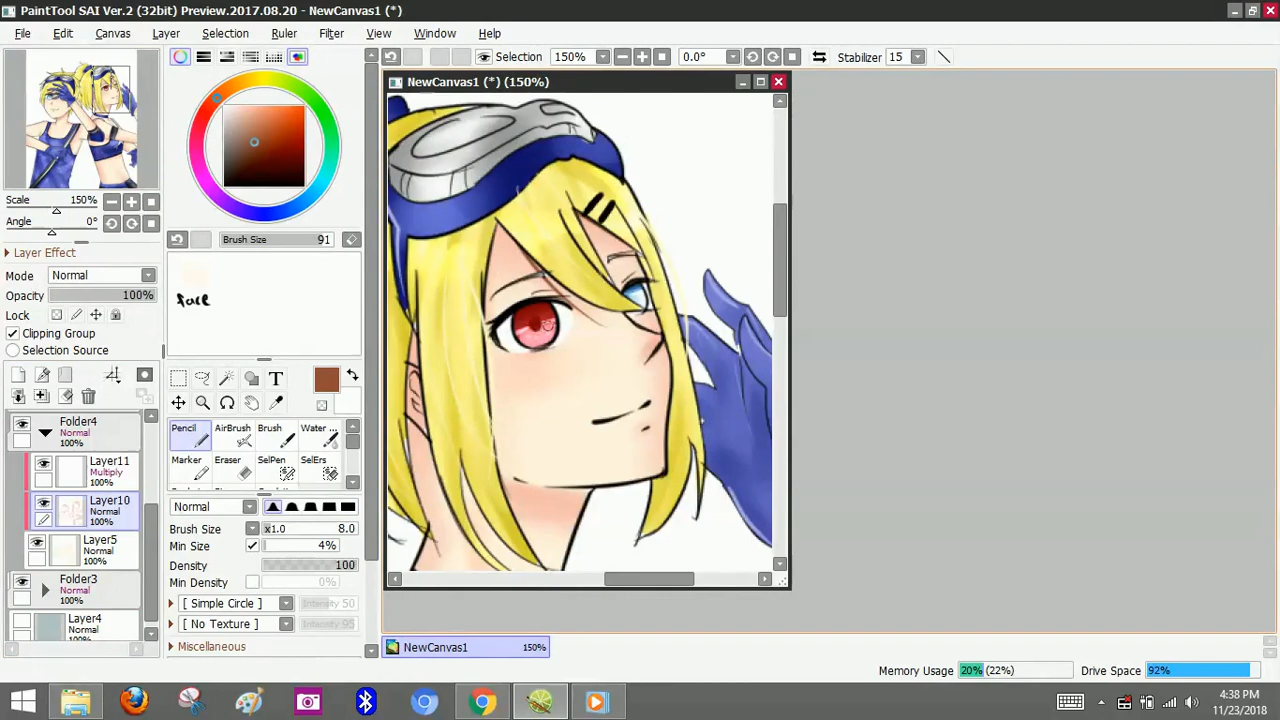 PaintTool SAI Ver.2 (32bit) Preview.2017.08.20 - NewCanvas1 (*)
File Edit Canvas Layer Selection Ruler Filter View Window Help
Selection 150% 0.0° Stabilizer 15
NewCanvas1 (*) (150%)
Scale 150%
Angle 0°
Layer Effect
Mode Normal
Opacity 100%
Lock
Clipping Group
Selection Source
Folder4
Normal
100%
Layer11
Multiply
100%
Layer10
Normal
100%
Layer5
Normal
100%
Folder3
Normal
100%
Layer4
Normal
Brush Size 91
face
T
Pencil AirBrush Brush Water ...
Marker Eraser SelPen SelErs
Normal
Brush Size x1.0 8.0
Min Size 4%
Density 100
Min Density 0%
[ Simple Circle ] Intensity 50
[ No Texture ] Intensity 95
Miscellaneous
NewCanvas1 150%
Memory Usage 20% (22%) Drive Space 92%
4:38 PM
11/23/2018